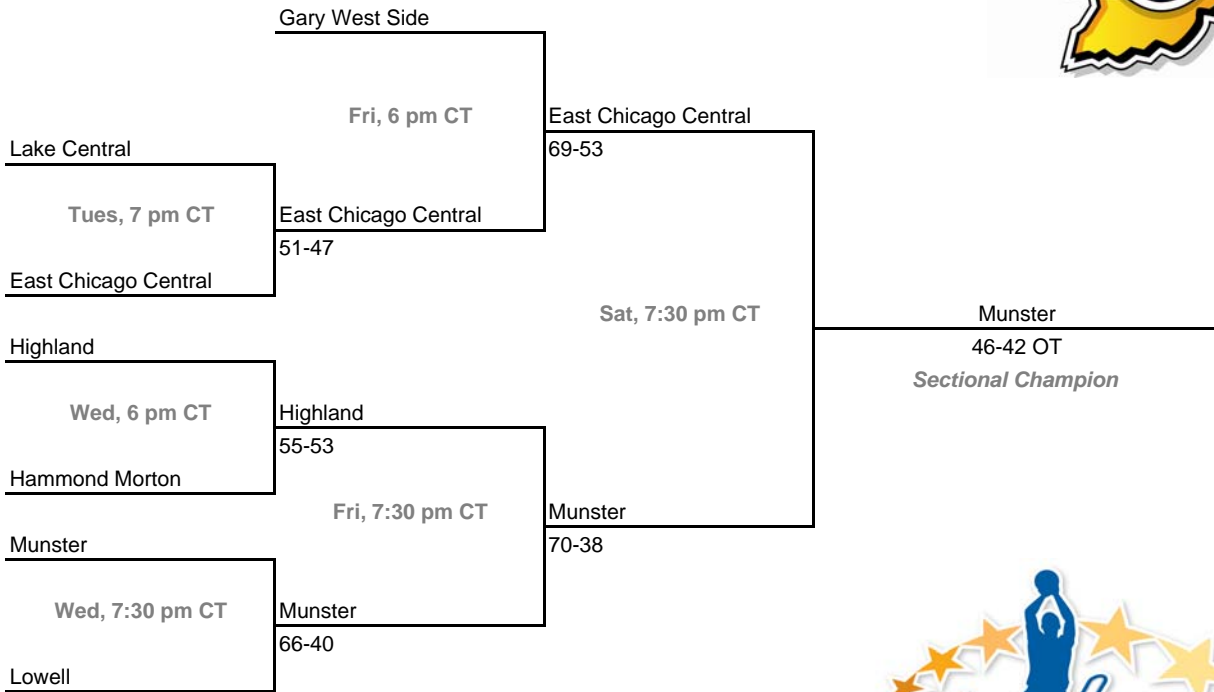 Gary West Side
Fri, 6 pm CT
East Chicago Central
Lake Central
69-53
Tues, 7 pm CT
East Chicago Central
51-47
East Chicago Central
Sat, 7:30 pm CT
Munster
Highland
46-42 OT
Sectional Champion
Wed, 6 pm CT
Highland
55-53
Hammond Morton
Fri, 7:30 pm CT
Munster
Munster
70-38
Wed, 7:30 pm CT
Munster
66-40
Lowell